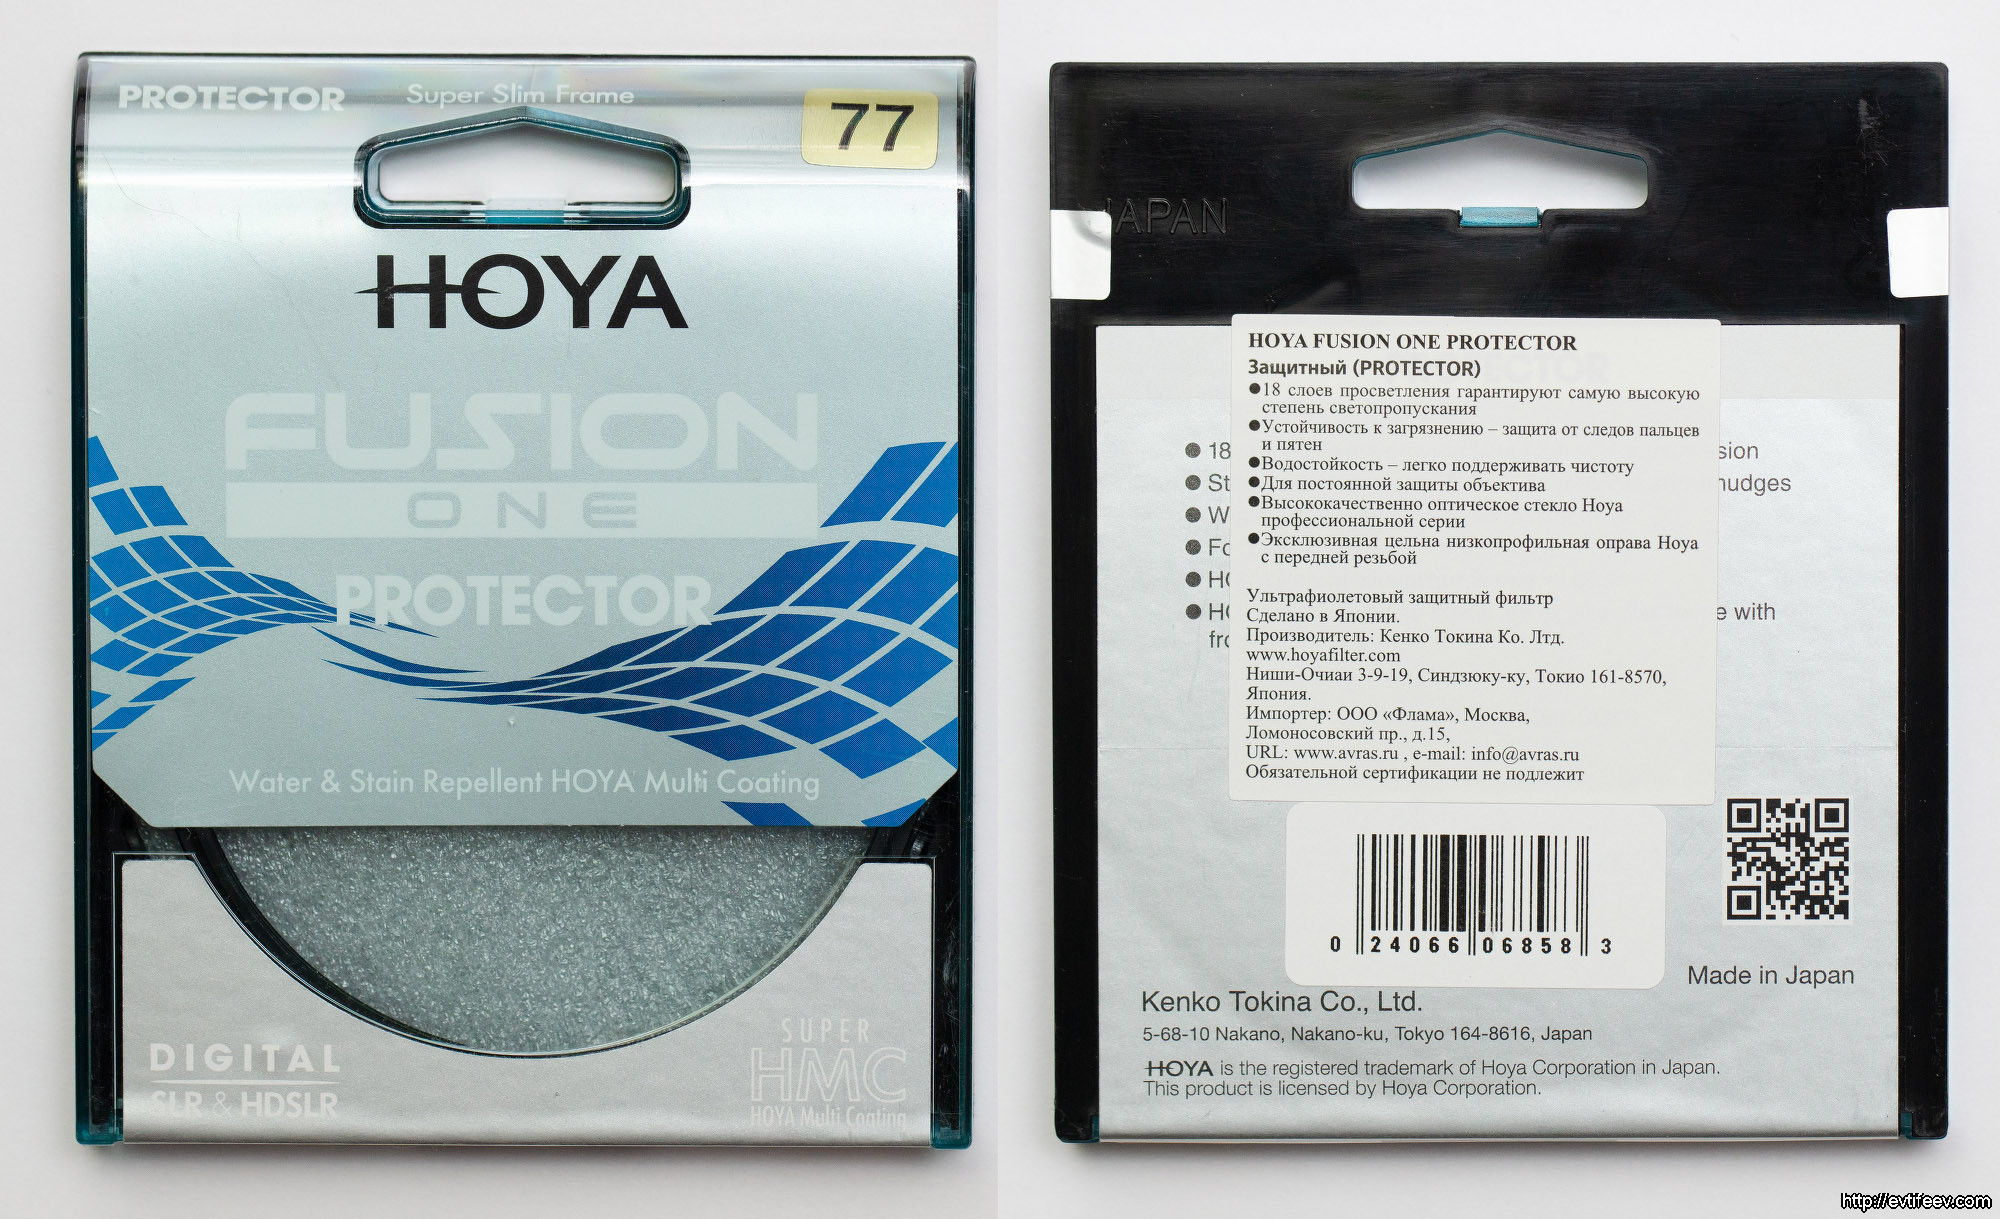 PROTECTOR
Super Slim Frame
77
HOYA
FUSION
ONE
PROTECTOR
Water & Stain Repellent HOYA Multi Coating
DIGITAL
SLR & HDSLR
SUPER
HMC
HOYA Multi Coating
JAPAN
HOYA FUSION ONE PROTECTOR
Защитный (PROTECTOR)
●18 слоев просветления гарантируют самую высокую
степень светопропускания
●Устойчивость к загрязнению – защита от следов пальцев
и пятен
●Водостойкость – легко поддерживать чистоту
●Для постоянной защиты объектива
●Высококачественно оптическое стекло Hoya
профессиональной серии
●Эксклюзивная цельна низкопрофильная оправа Hoya
с передней резьбой
Ультрафиолетовый защитный фильтр
Сделано в Японии.
Производитель: Кенко Токина Ко. Лтд.
www.hoyafilter.com
Ниши-Очиаи 3-9-19, Синдзюку-ку, Токио 161-8570,
Япония.
Импортер: ООО «Флама», Москва,
Ломоносовский пр., д.15,
URL: www.avras.ru , e-mail: info@avras.ru
Обязательной сертификации не подлежит
● 18
●
●
●
●
● with
0 24066 06858 3
Made in Japan
Kenko Tokina Co., Ltd.
5-68-10 Nakano, Nakano-ku, Tokyo 164-8616, Japan
HOYA is the registered trademark of Hoya Corporation in Japan.
This product is licensed by Hoya Corporation.
http://evtifeev.com